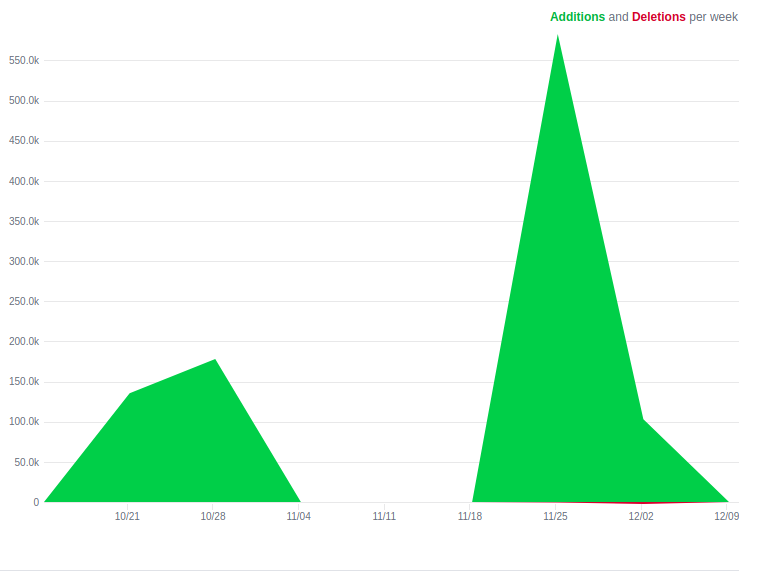 Additions and Deletions per week
550.0k
500.0k
450.0k
400.0k
350.0k
300.0k
250.0k
200.0k
150.0k
100.0k
50.0k
0
10/21 10/28 11/04 11/11 11/18 11/25 12/02 12/09